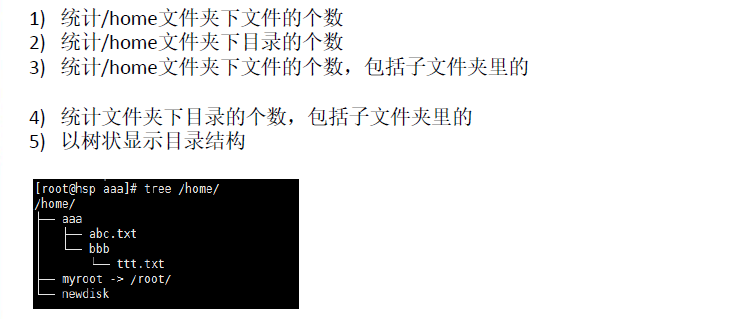 1) 统计/home文件夹下文件的个数
2) 统计/home文件夹下目录的个数
3) 统计/home文件夹下文件的个数，包括子文件夹里的
4) 统计文件夹下目录的个数，包括子文件夹里的
5) 以树状显示目录结构
[root@hsp aaa]# tree /home/
/home/
├── aaa
│   ├── abc.txt
│   └── bbb
│       └── ttt.txt
├── myroot -> /root/
└── newdisk